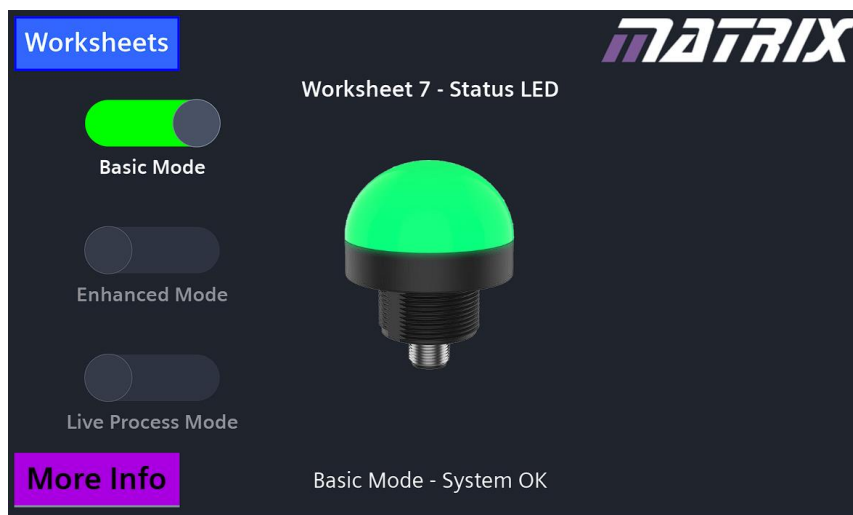 Worksheets
MATRIX
Worksheet 7 - Status LED
Basic Mode
Enhanced Mode
Live Process Mode
More Info
Basic Mode - System OK